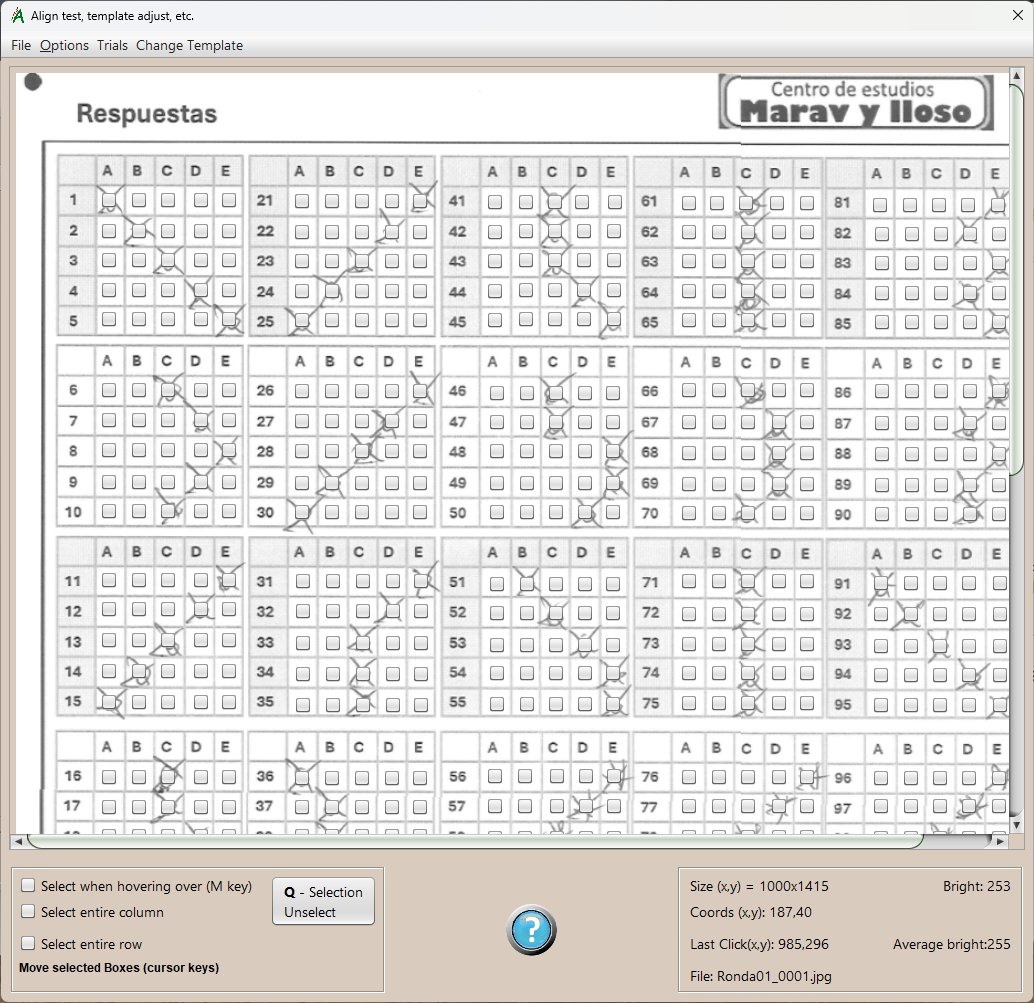 Align test, template adjust, etc.
File Options Trials Change Template
Respuestas
Centro de estudios
Marav y lloso
A B C D E A B C D E A B C D E A B C D E A B C D E
1 21 41 61 81
2 22 42 62 82
3 23 43 63 83
4 24 44 64 84
5 25 45 65 85
A B C D E A B C D E A B C D E A B C D E A B C D E
6 26 46 66 86
7 27 47 67 87
8 28 48 68 88
9 29 49 69 89
10 30 50 70 90
A B C D E A B C D E A B C D E A B C D E A B C D E
11 31 51 71 91
12 32 52 72 92
13 33 53 73 93
14 34 54 74 94
15 35 55 75 95
A B C D E A B C D E A B C D E A B C D E A B C D E
16 36 56 76 96
17 37 57 77 97
Select when hovering over (M key)
Select entire column
Select entire row
Move selected Boxes (cursor keys)
Q - Selection
Unselect
?
Size (x,y) = 1000x1415 Bright: 253
Coords (x,y): 187,40
Last Click(x,y): 985,296 Average bright:255
File: Ronda01_0001.jpg